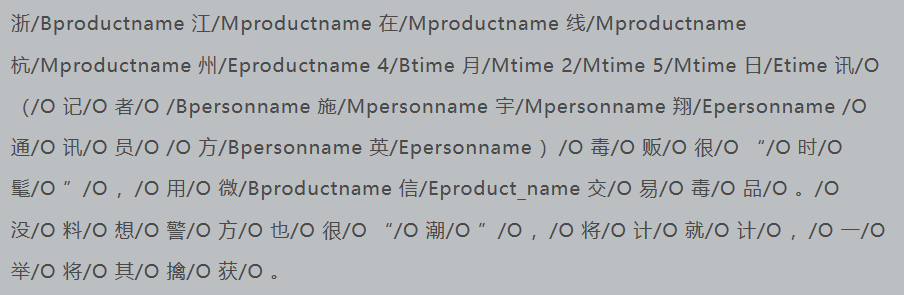 浙/Bproductname 江/Mproductname 在/Mproductname 线/Mproductname
杭/Mproductname 州/Eproductname 4/Btime 月/Mtime 2/Mtime 5/Mtime 日/Etime 讯/O
（/O 记/O 者/O /Bpersonname 施/Mpersonname 宇/Mpersonname 翔/Epersonname /O
通/O 讯/O 员/O /O 方/Bpersonname 英/Epersonname ）/O 毒/O 贩/O 很/O “/O 时/O
髦/O ”/O ，/O 用/O 微/Bproductname 信/Eproduct_name 交/O 易/O 毒/O 品/O 。/O
没/O 料/O 想/O 警/O 方/O 也/O 很/O “/O 潮/O ”/O ，/O 将/O 计/O 就/O 计/O ，/O 一/O
举/O 将/O 其/O 擒/O 获/O 。